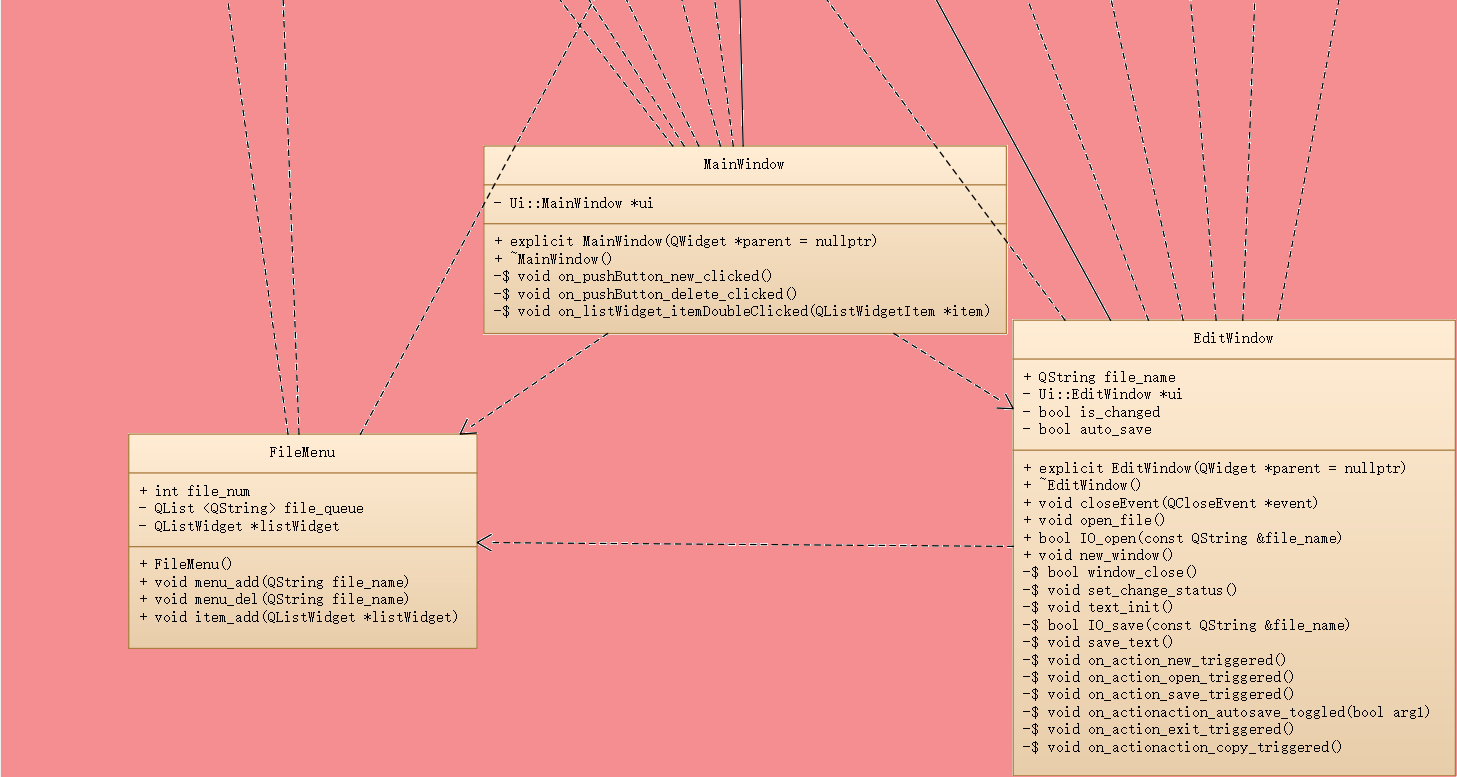 MainWindow
- Ui::MainWindow *ui
+ explicit MainWindow(QWidget *parent = nullptr)
+ ~MainWindow()
-$ void on_pushButton_new_clicked()
-$ void on_pushButton_delete_clicked()
-$ void on_listWidget_itemDoubleClicked(QListWidgetItem *item)
EditWindow
+ QString file_name
- Ui::EditWindow *ui
- bool is_changed
- bool auto_save
+ explicit EditWindow(QWidget *parent = nullptr)
+ ~EditWindow()
+ void closeEvent(QCloseEvent *event)
+ void open_file()
+ bool IO_open(const QString &file_name)
+ void new_window()
-$ bool window_close()
-$ void set_change_status()
-$ void text_init()
-$ bool IO_save(const QString &file_name)
-$ void save_text()
-$ void on_action_new_triggered()
-$ void on_action_open_triggered()
-$ void on_action_save_triggered()
-$ void on_actionaction_autosave_toggled(bool arg1)
-$ void on_action_exit_triggered()
-$ void on_actionaction_copy_triggered()
FileMenu
+ int file_num
- QList <QString> file_queue
- QListWidget *listWidget
+ FileMenu()
+ void menu_add(QString file_name)
+ void menu_del(QString file_name)
+ void item_add(QListWidget *listWidget)